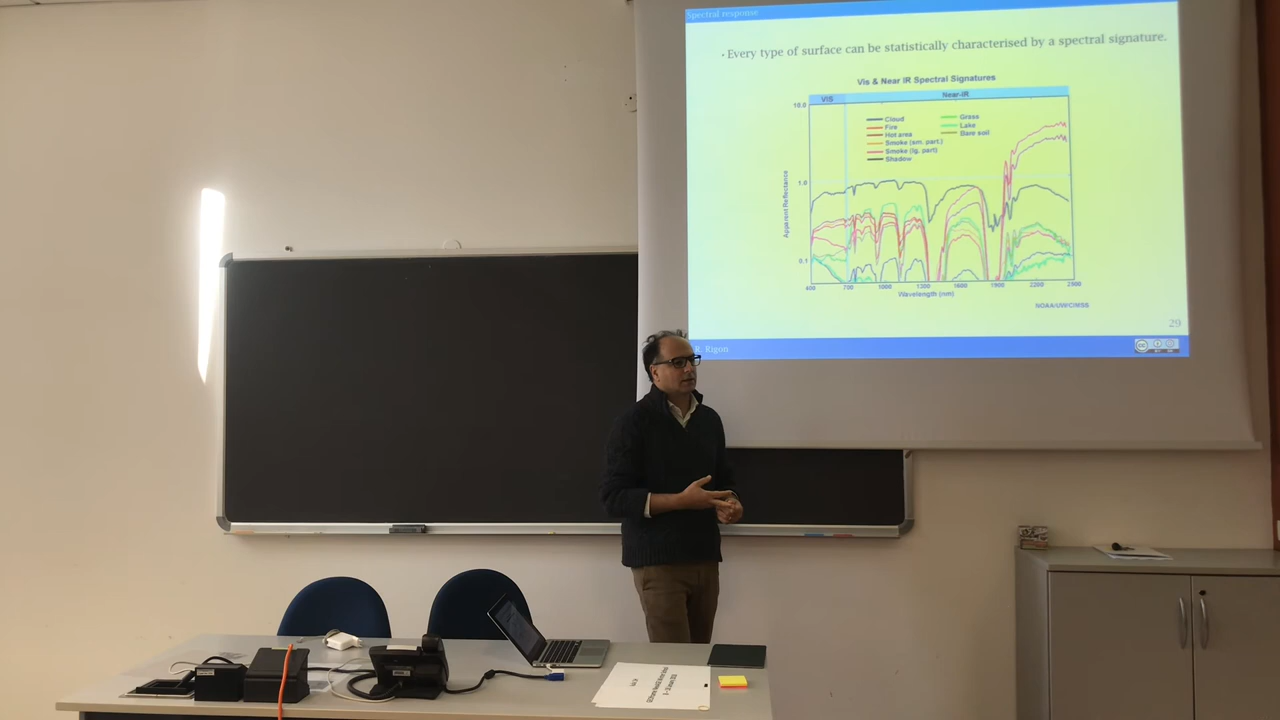 Spectral response
• Every type of surface can be statistically characterised by a spectral signature.
Vis & Near IR Spectral Signatures
VIS
Near-IR
10.0
1.0
0.1
Apparent Reflectance
Cloud
Fire
Hot area
Smoke (sm. part.)
Smoke (lg. part)
Shadow
Grass
Lake
Bare soil
400 700 1000 1300 1600 1900 2200 2500
Wavelength (nm)
NOAA/UW/CIMSS
29
R. Rigon
cc